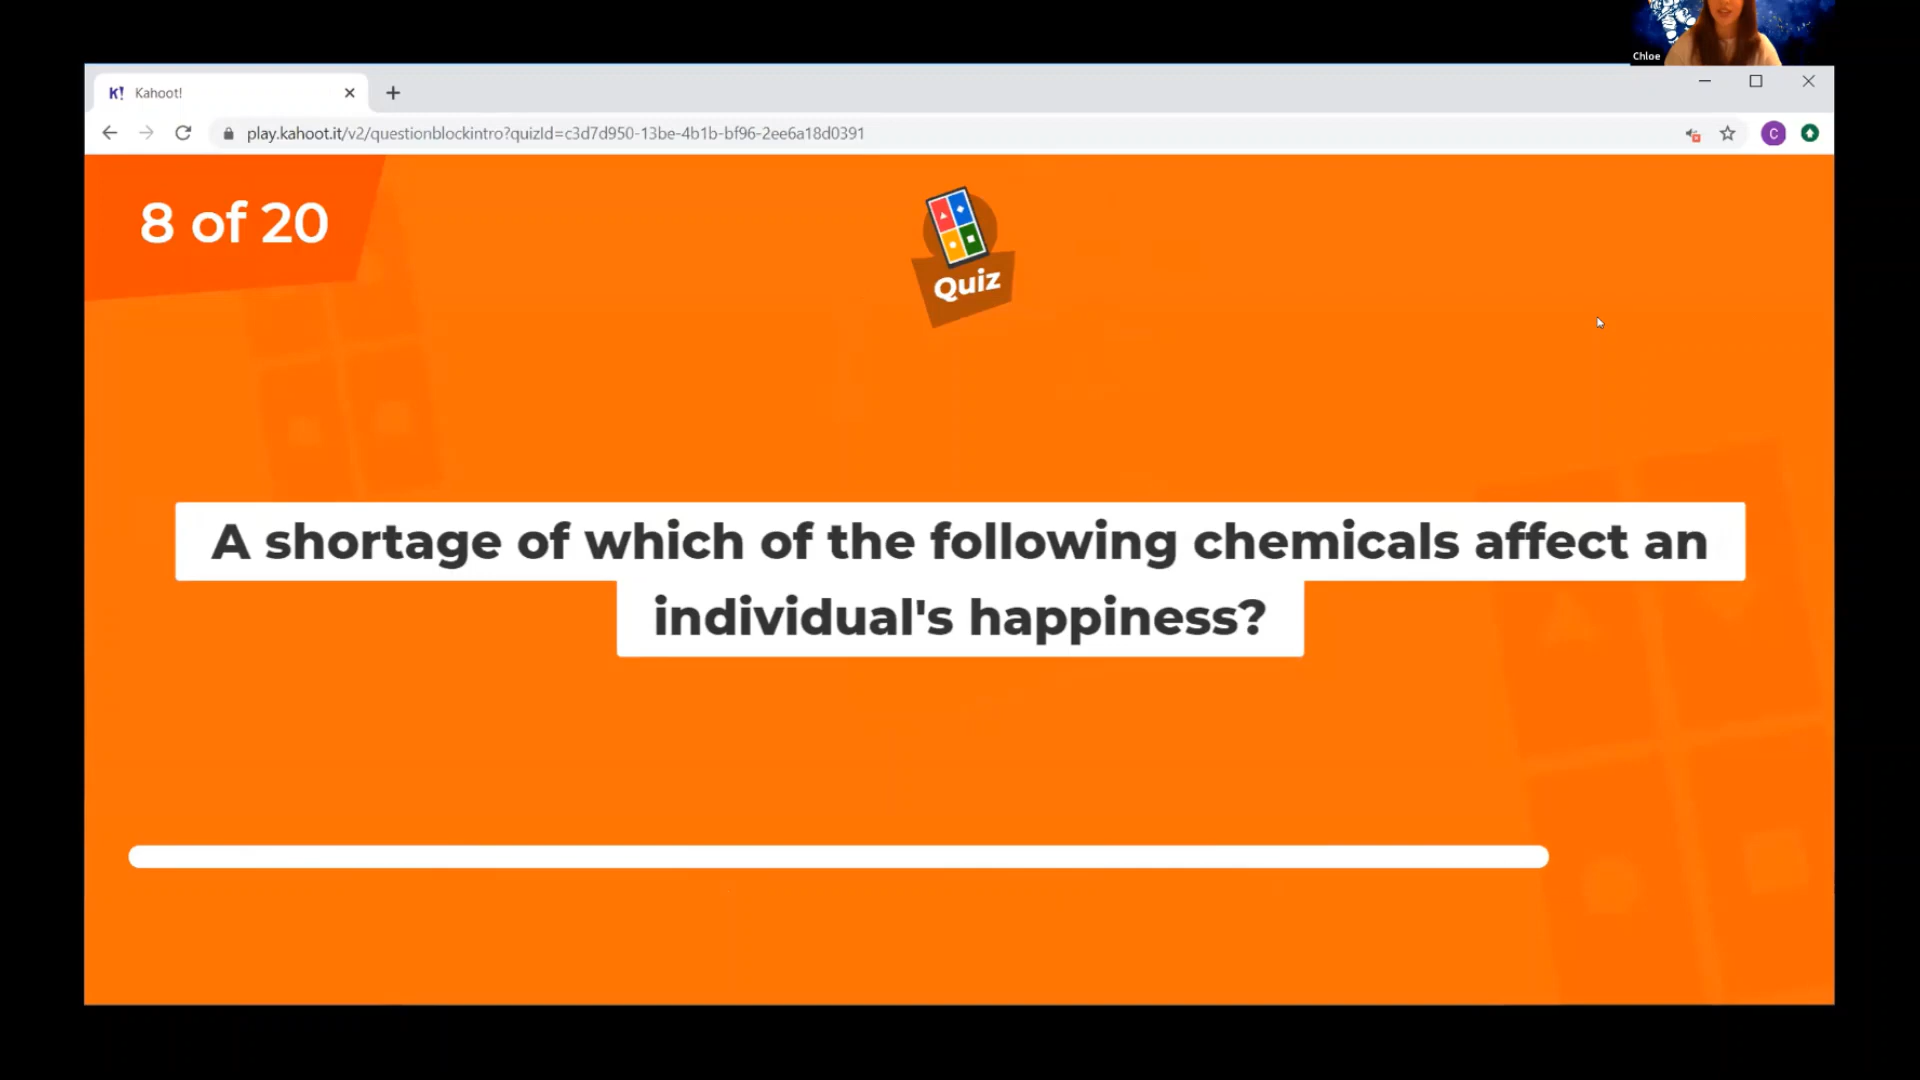 Chloe
K! Kahoot!
play.kahoot.it/v2/questionblockintro?quizId=c3d7d950-13be-4b1b-bf96-2ee6a18d0391
C
8 of 20
Quiz
A shortage of which of the following chemicals affect an
individual's happiness?